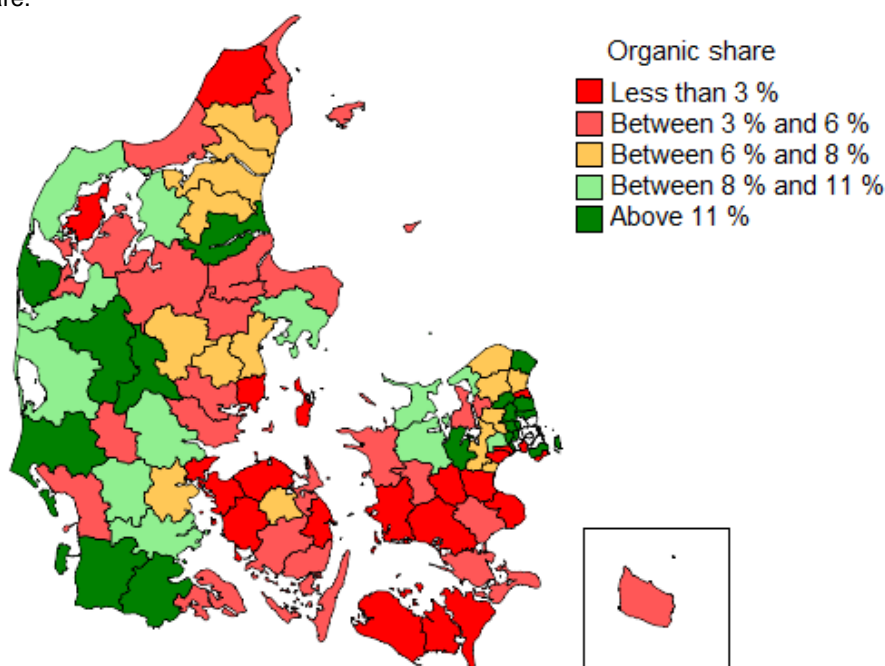 are.
Organic share
Less than 3 %
Between 3 % and 6 %
Between 6 % and 8 %
Between 8 % and 11 %
Above 11 %